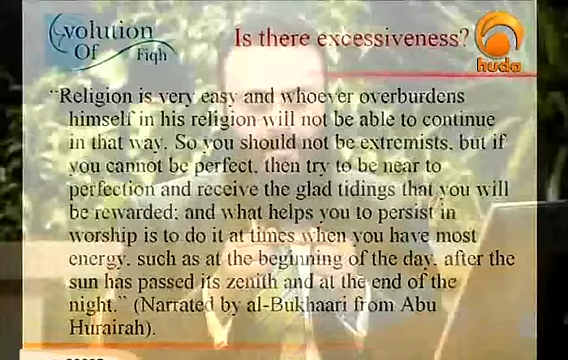 Evolution
Of Fiqh
Is there excessiveness?
huda
“Religion is very easy and whoever overburdens
himself in his religion will not be able to continue
in that way. So you should not be extremists, but if
you cannot be perfect, then try to be near to
perfection and receive the glad tidings that you will
be rewarded; and what helps you to persist in
worship is to do it at times when you have most
energy, such as at the beginning of the day, after the
sun has passed its zenith and at the end of the
night.” (Narrated by al-Bukhaari from Abu
Hurairah).